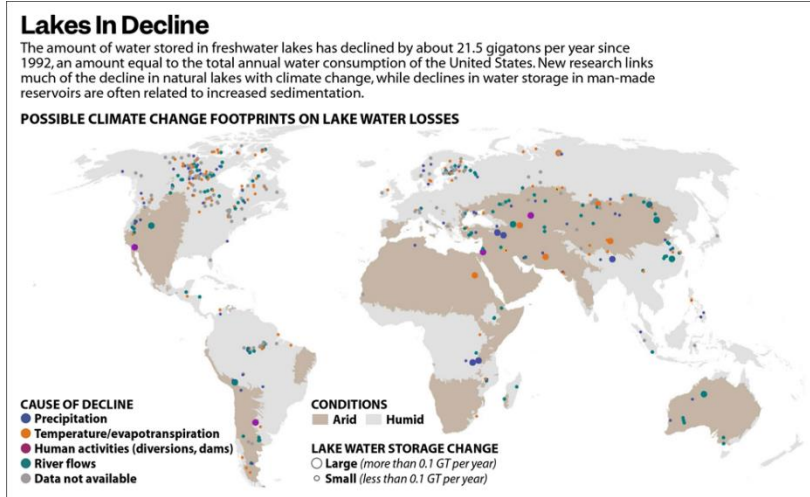 Lakes In Decline
The amount of water stored in freshwater lakes has declined by about 21.5 gigatons per year since
1992, an amount equal to the total annual water consumption of the United States. New research links
much of the decline in natural lakes with climate change, while declines in water storage in man-made
reservoirs are often related to increased sedimentation.
POSSIBLE CLIMATE CHANGE FOOTPRINTS ON LAKE WATER LOSSES
CAUSE OF DECLINE
Precipitation
Temperature/evapotranspiration
Human activities (diversions, dams)
River flows
Data not available
CONDITIONS
Arid Humid
LAKE WATER STORAGE CHANGE
Large (more than 0.1 GT per year)
Small (less than 0.1 GT per year)